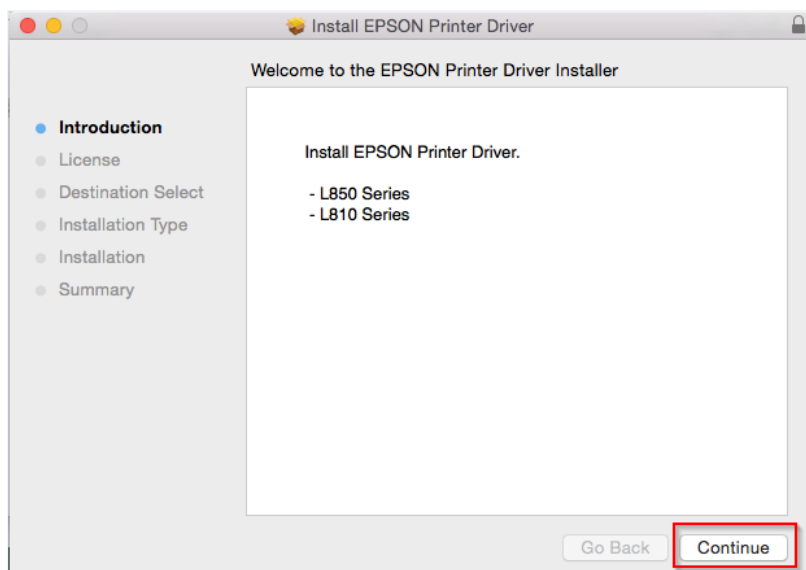 Install EPSON Printer Driver
Welcome to the EPSON Printer Driver Installer
Introduction
License
Destination Select
Installation Type
Installation
Summary
Install EPSON Printer Driver.
- L850 Series
- L810 Series
Go Back
Continue